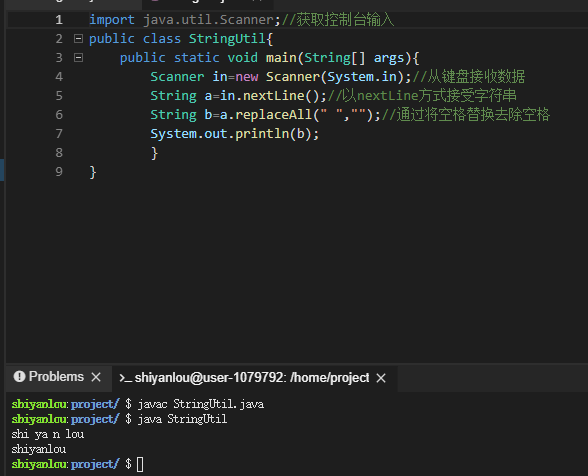 1 import java.util.Scanner;//获取控制台输入
2 public class StringUtil{
3 public static void main(String[] args){
4 Scanner in=new Scanner(System.in);//从键盘接收数据
5 String a=in.nextLine();//以nextLine方式接受字符串
6 String b=a.replaceAll(" ","");//通过将空格替换去除空格
7 System.out.println(b);
8 }
9 }
Problems × >_ shiyanlou@user-1079792: /home/project ×
shiyanlou:project/ $ javac StringUtil.java
shiyanlou:project/ $ java StringUtil
shi ya n lou
shiyanlou
shiyanlou:project/ $